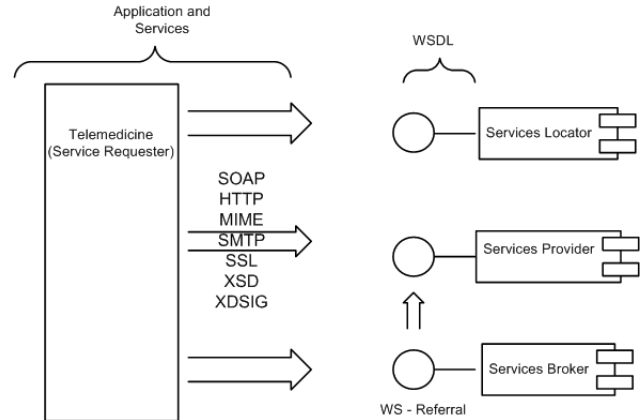 Application and
Services
WSDL
Telemedicine
(Service Requester)
SOAP
HTTP
MIME
SMTP
SSL
XSD
XDSIG
Services Locator
Services Provider
Services Broker
WS - Referral